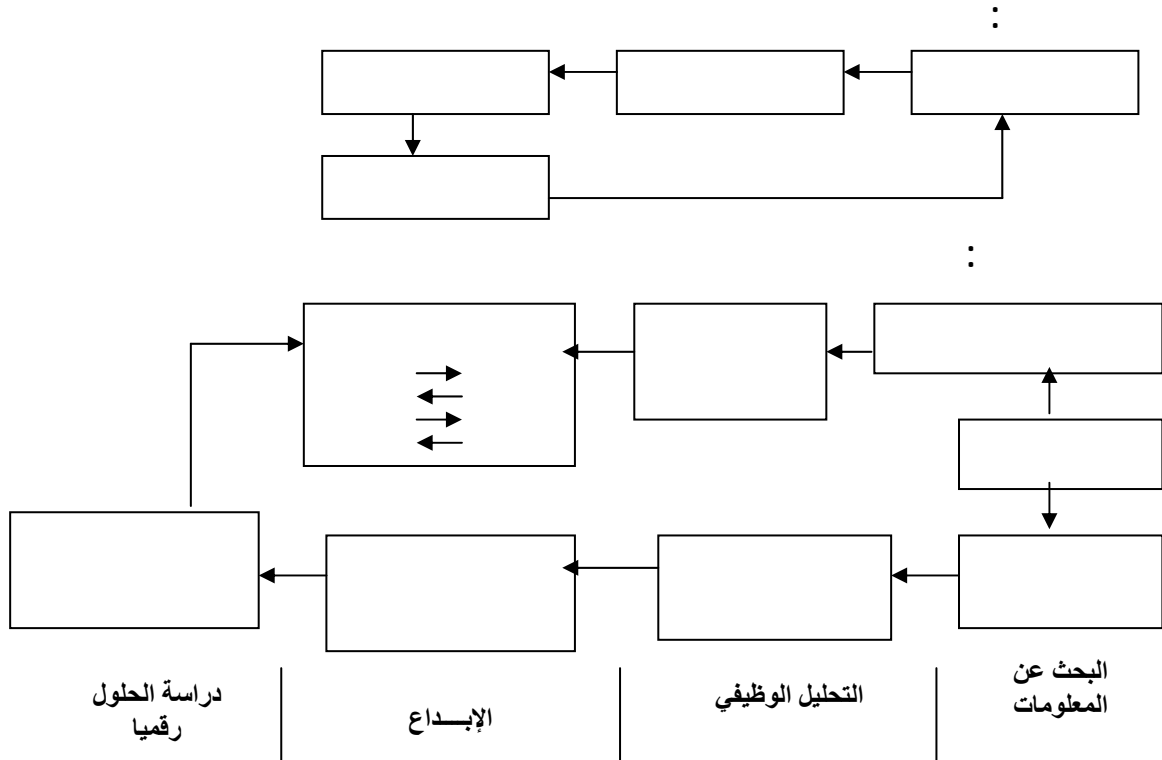 :
:
البحث عن
المعلومات
التحليل الوظيفي
الإبـــداع
دراسة الحلول
رقميا